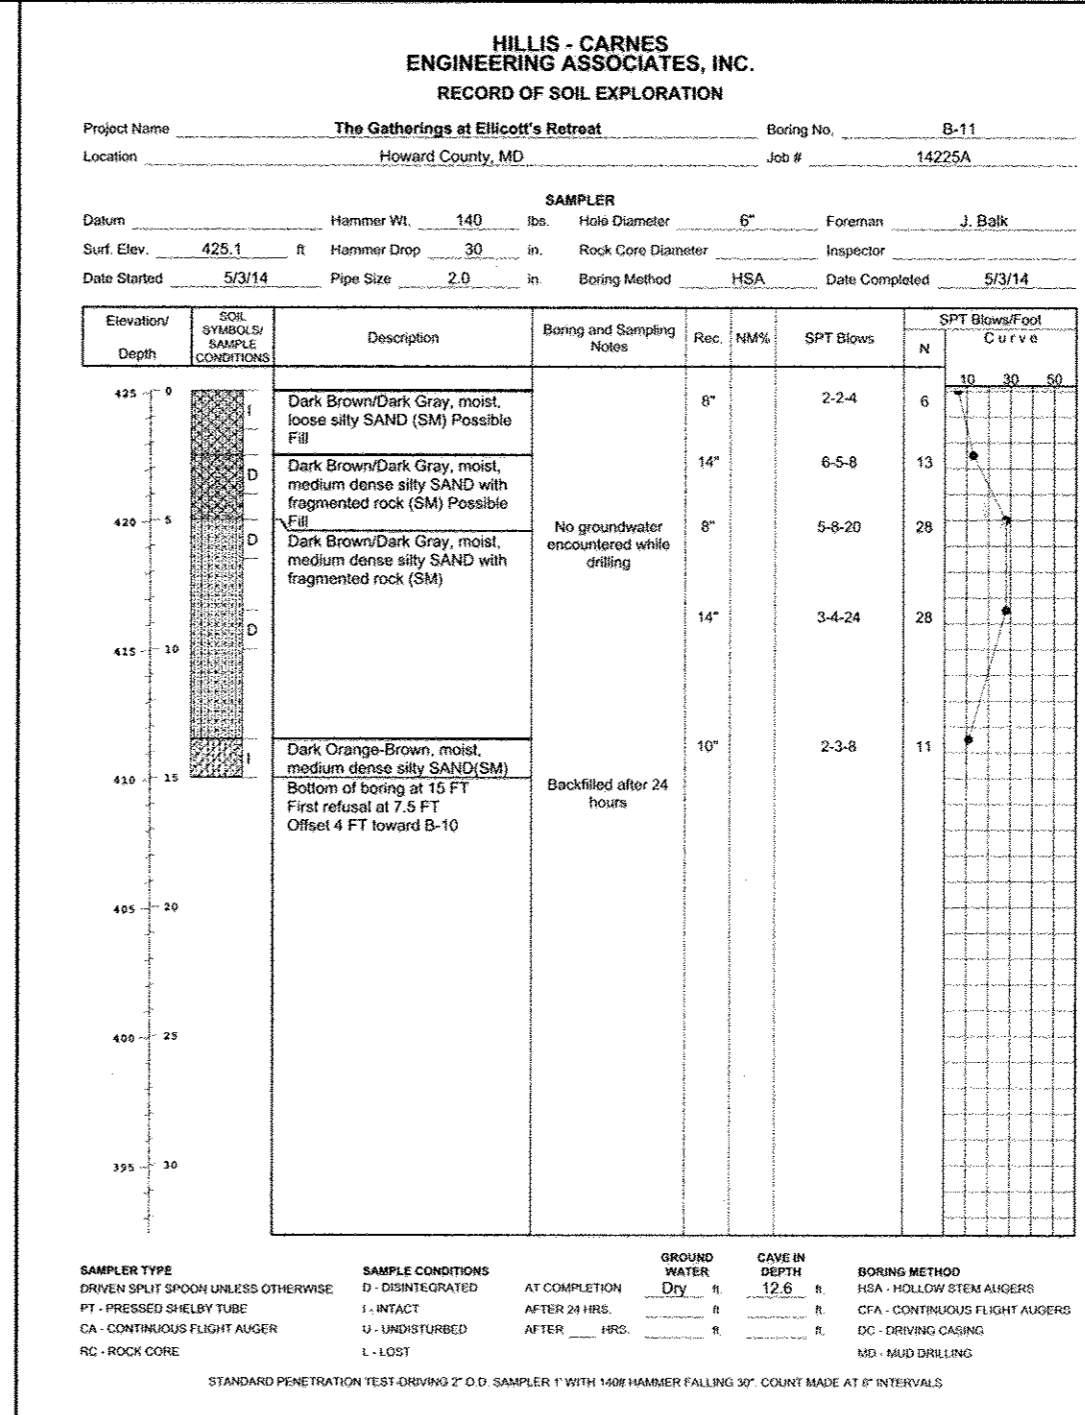 HILLIS - CARNES
ENGINEERING ASSOCIATES, INC.
RECORD OF SOIL EXPLORATION
Project Name The Gatherings at Ellicott's Retreat Boring No. B-11
Location Howard County, MD Job # 14225A
SAMPLER
Datum Hammer Wt. 140 lbs. Hole Diameter 6" Foreman J. Balk
Surf. Elev. 425.1 ft Hammer Drop 30 in. Rock Core Diameter Inspector
Date Started 5/3/14 Pipe Size 2.0 in. Boring Method HSA Date Completed 5/3/14
Elevation/ Depth
SOIL SYMBOLS/ SAMPLE CONDITIONS
Description
Boring and Sampling Notes
Rec. NM% SPT Blows
SPT Blows/Foot
N Curve
10 30 50
425 0
Dark Brown/Dark Gray, moist, I 8" 2-2-4 6
loose silty SAND (SM) Possible
Fill
Dark Brown/Dark Gray, moist, D 14" 6-5-8 13
medium dense silty SAND with
fragmented rock (SM) Possible
Fill
420 5
D No groundwater 8" 5-8-20 28
Dark Brown/Dark Gray, moist, encountered while
medium dense silty SAND with drilling
fragmented rock (SM)
D 14" 3-4-24 28
415 10
Dark Orange-Brown, moist, I 10" 2-3-8 11
medium dense silty SAND(SM)
410 15
Bottom of boring at 15 FT Backfilled after 24
First refusal at 7.5 FT hours
Offset 4 FT toward B-10
405 20
400 25
395 30
GROUND WATER CAVE IN DEPTH
SAMPLER TYPE SAMPLE CONDITIONS BORING METHOD
DRIVEN SPLIT SPOON UNLESS OTHERWISE D - DISINTEGRATED AT COMPLETION Dry ft. 12.6 ft. HSA - HOLLOW STEM AUGERS
PT - PRESSED SHELBY TUBE I - INTACT AFTER 24 HRS. ft ft. CFA - CONTINUOUS FLIGHT AUGERS
CA - CONTINUOUS FLIGHT AUGER U - UNDISTURBED AFTER ____ HRS. ft. ft. DC - DRIVING CASING
RC - ROCK CORE L - LOST MD - MUD DRILLING
STANDARD PENETRATION TEST-DRIVING 2" O.D. SAMPLER 1' WITH 140# HAMMER FALLING 30". COUNT MADE AT 6" INTERVALS